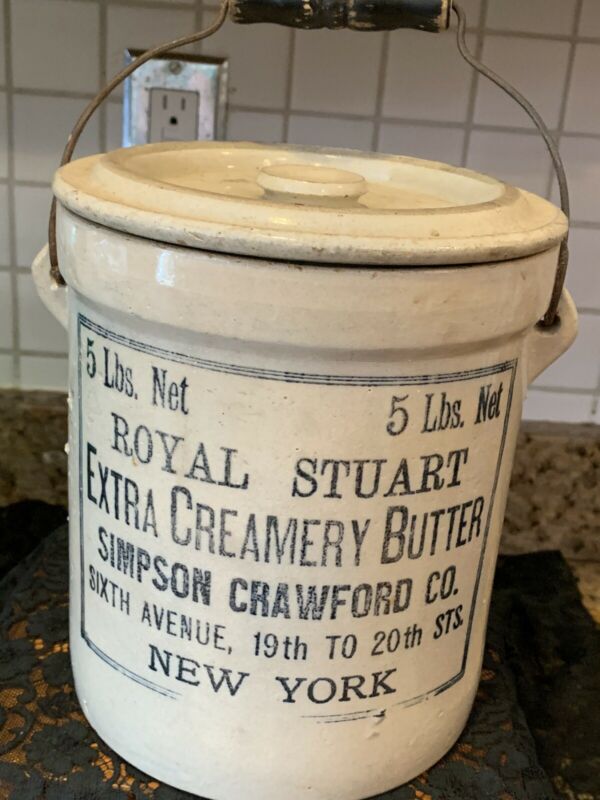 5 Lbs. Net 5 Lbs. Net
ROYAL STUART
EXTRA CREAMERY BUTTER
SIMPSON CRAWFORD CO.
SIXTH AVENUE, 19th TO 20th STS.
NEW YORK